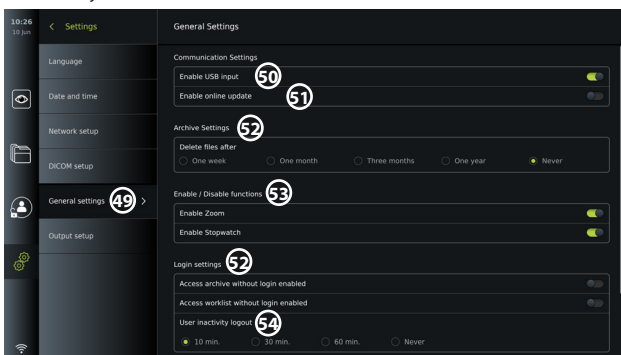 10:26
10 Jun
Settings
General Settings
Language
Date and time
Network setup
DICOM setup
General settings 49
Output setup
Communication Settings
Enable USB input 50
Enable online update 51
Archive Settings 52
Delete files after
One week One month Three months One year Never
Enable / Disable functions 53
Enable Zoom
Enable Stopwatch
Login settings 52
Access archive without login enabled
Access worklist without login enabled
User inactivity logout 54
10 min. 30 min. 60 min. Never